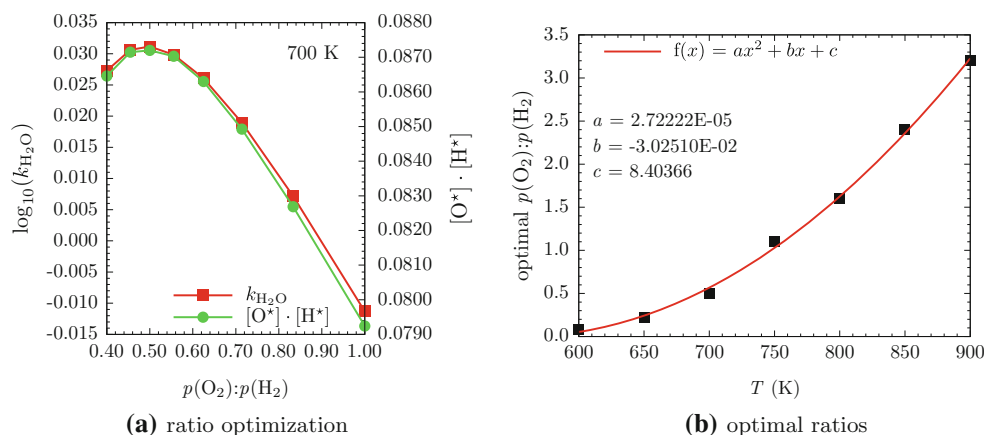 0.035
0.030
0.025
0.020
0.015
0.010
0.005
0.000
-0.005
-0.010
-0.015
log₁₀(k_H₂O)
700 K
k_H₂O
[O⋆] · [H⋆]
0.0880
0.0870
0.0860
0.0850
0.0840
0.0830
0.0820
0.0810
0.0800
0.0790
[O⋆] · [H⋆]
0.40 0.50 0.60 0.70 0.80 0.90 1.00
p(O₂):p(H₂)
(a) ratio optimization
3.5
3.0
2.5
2.0
1.5
1.0
0.5
0.0
optimal p(O₂):p(H₂)
f(x) = ax² + bx + c
a = 2.72222E-05
b = -3.02510E-02
c = 8.40366
600 650 700 750 800 850 900
T (K)
(b) optimal ratios